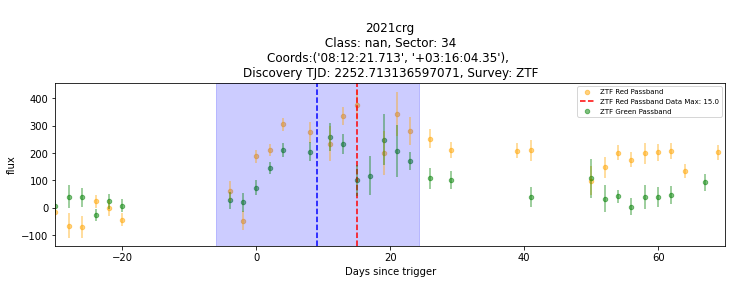 2021crg
Class: nan, Sector: 34
Coords:('08:12:21.713', '+03:16:04.35'),
Discovery TJD: 2252.713136597071, Survey: ZTF
ZTF Red Passband
ZTF Red Passband Data Max: 15.0
ZTF Green Passband
400
300
200
100
0
−100
flux
−20 0 20 40 60
Days since trigger